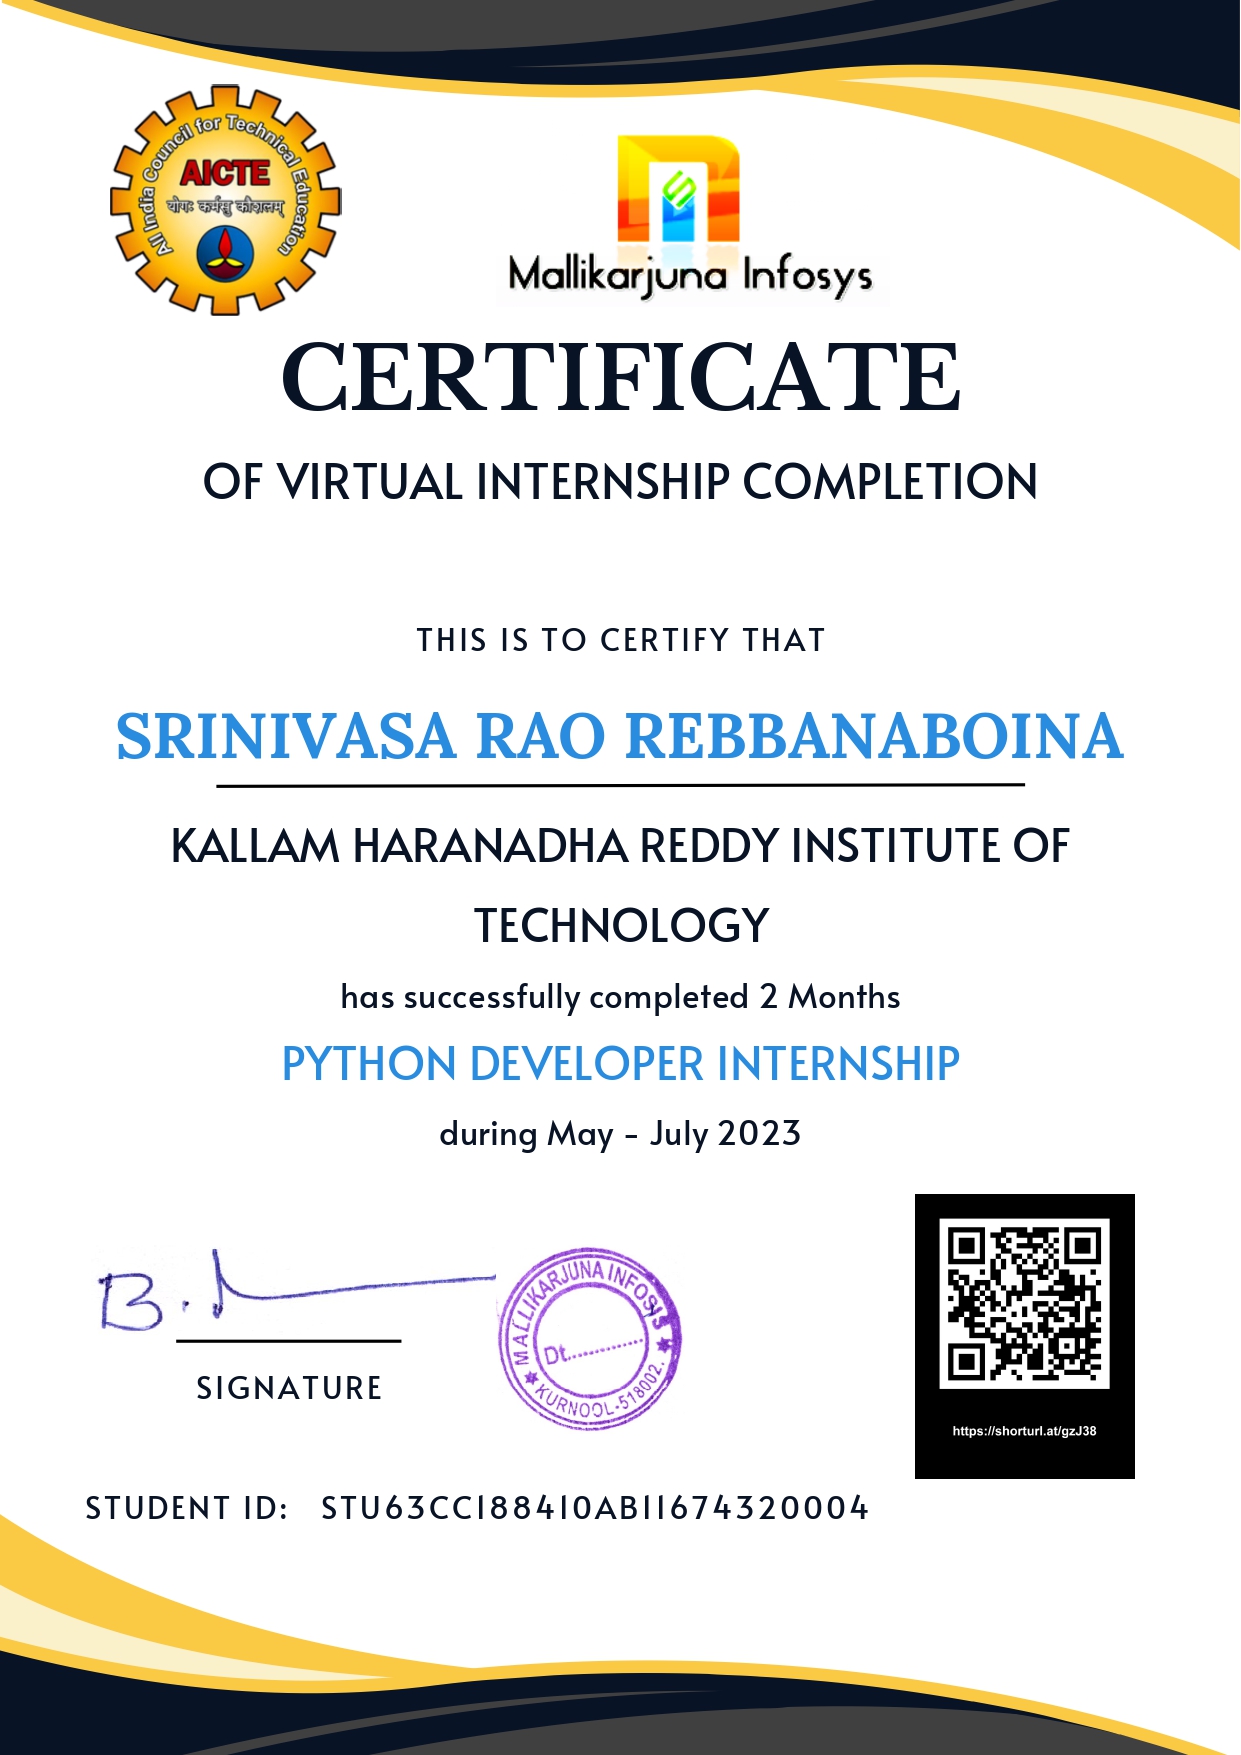 All India Council for Technical Education
AICTE
योगः कर्मसु कौशलम्
Mallikarjuna Infosys
CERTIFICATE
OF VIRTUAL INTERNSHIP COMPLETION
THIS IS TO CERTIFY THAT
SRINIVASA RAO REBBANABOINA
KALLAM HARANADHA REDDY INSTITUTE OF
TECHNOLOGY
has successfully completed 2 Months
PYTHON DEVELOPER INTERNSHIP
during May - July 2023
B.
MALLIKARJUNA INFOSIS
Dt..............
KURNOOL-518002.
SIGNATURE
https://shorturl.at/gzJ38
STUDENT ID: STU63CC188410AB11674320004